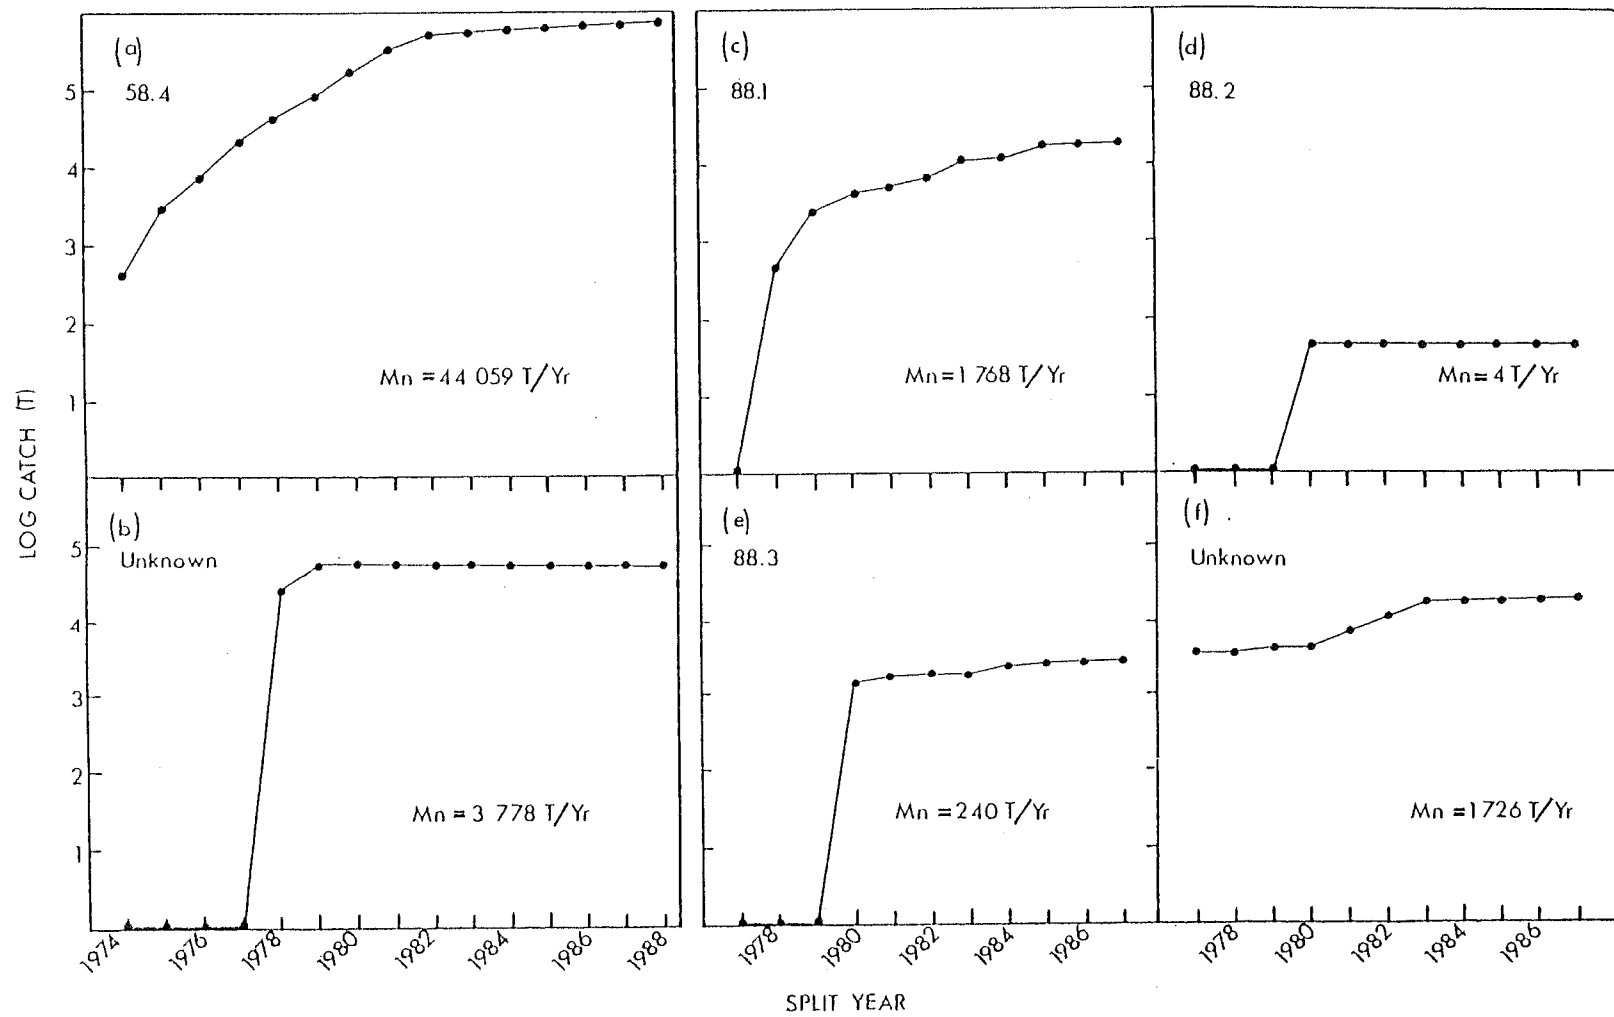 LOG CATCH (T)
(a)
58.4
5
4
3
2
1
Mn = 44 059 T/Yr
(c)
88.1
Mn = 1 768 T/Yr
(d)
88.2
Mn = 4 T/Yr
(b)
Unknown
5
4
3
2
1
Mn = 3 778 T/Yr
1974
1976
1978
1980
1982
1984
1986
1988
(e)
88.3
Mn = 240 T/Yr
1978
1980
1982
1984
1986
(f)
Unknown
Mn = 1726 T/Yr
1978
1980
1982
1984
1986
SPLIT YEAR